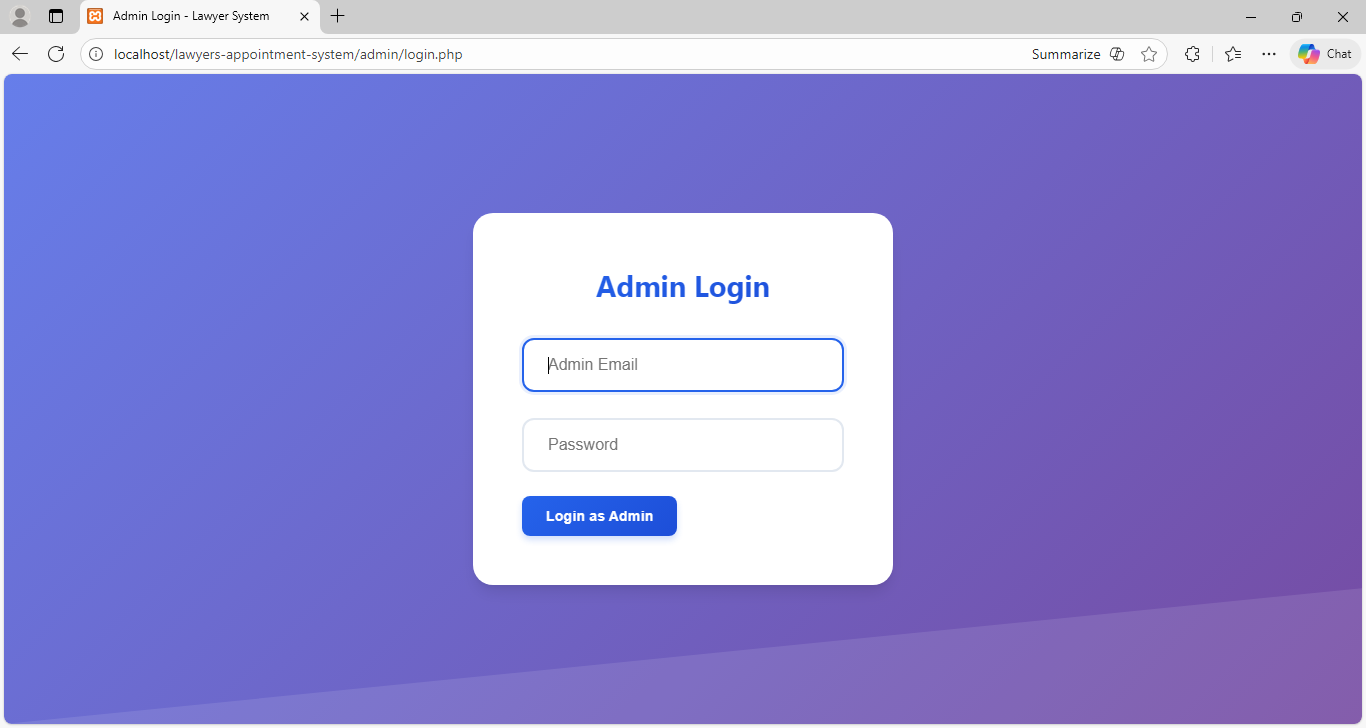 Admin Login - Lawyer System
localhost/lawyers-appointment-system/admin/login.php
Summarize
Chat
Admin Login
Admin Email
Password
Login as Admin